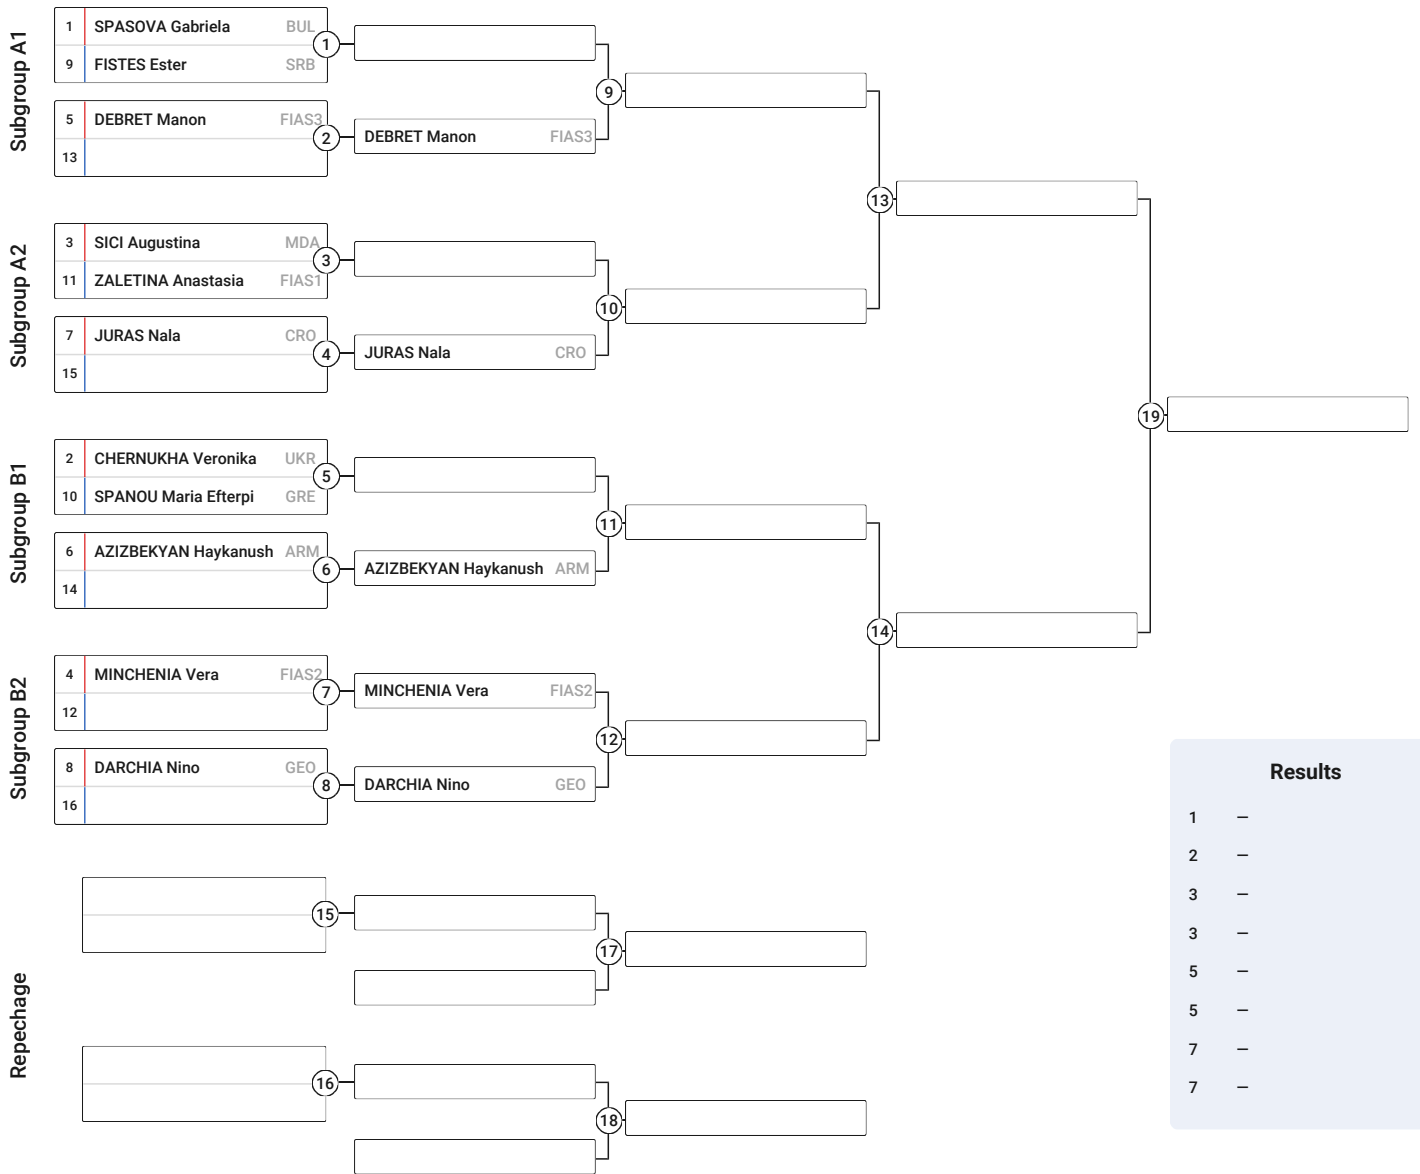 Subgroup A1
1 SPASOVA Gabriela BUL
9 FISTES Ester SRB
1
5 DEBRET Manon FIAS3
13
2
DEBRET Manon FIAS3
9
Subgroup A2
3 SICI Augustina MDA
11 ZALETINA Anastasia FIAS1
3
7 JURAS Nala CRO
15
4
JURAS Nala CRO
10
13
Subgroup B1
2 CHERNUKHA Veronika UKR
10 SPANOU Maria Efterpi GRE
5
6 AZIZBEKYAN Haykanush ARM
14
6
AZIZBEKYAN Haykanush ARM
11
Subgroup B2
4 MINCHENIA Vera FIAS2
12
7
MINCHENIA Vera FIAS2
8 DARCHIA Nino GEO
16
8
DARCHIA Nino GEO
12
14
19
Repechage
15
17
16
18
Results
1 –
2 –
3 –
3 –
5 –
5 –
7 –
7 –